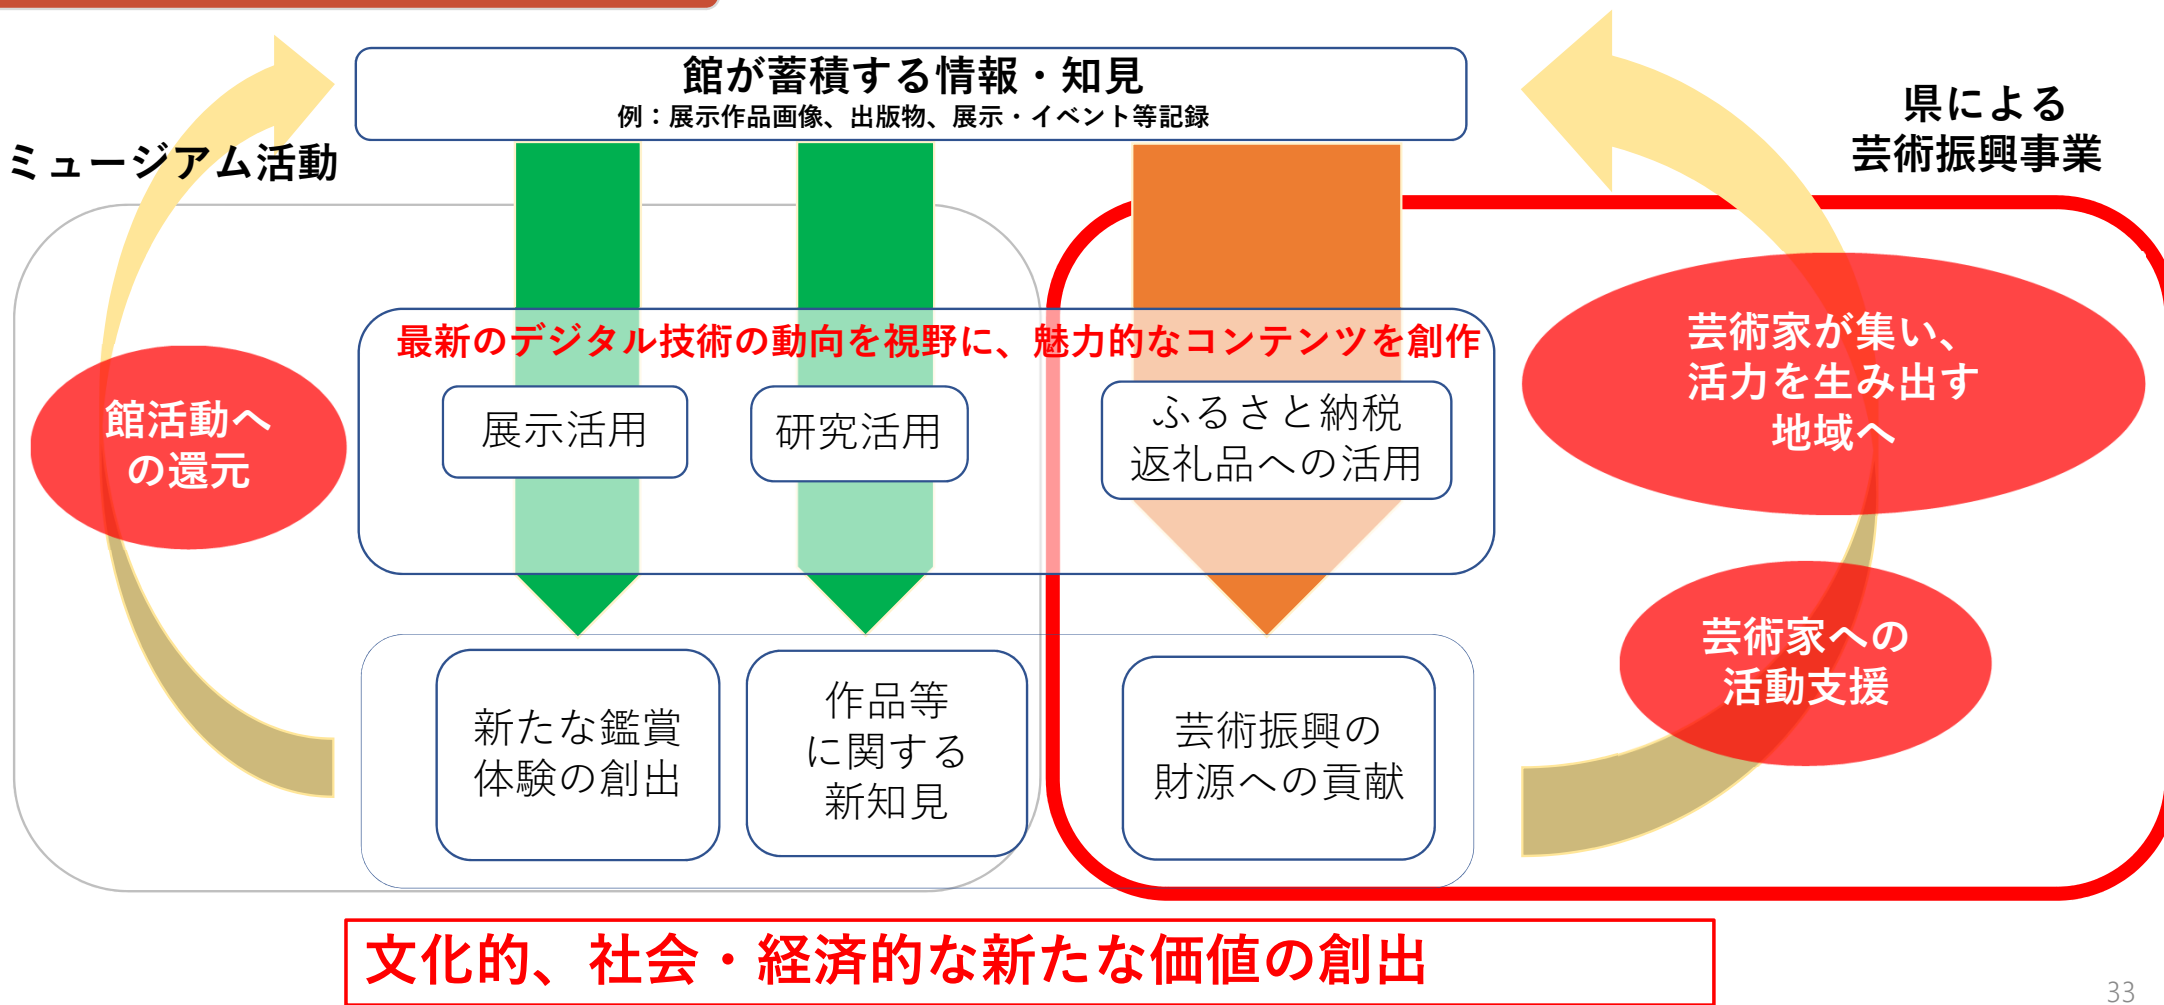 館が蓄積する情報・知見
例：展示作品画像、出版物、展示・イベント等記録
ミュージアム活動
県による
芸術振興事業
最新のデジタル技術の動向を視野に、魅力的なコンテンツを創作
展示活用
研究活用
ふるさと納税
返礼品への活用
館活動へ
の還元
芸術家が集い、
活力を生み出す
地域へ
芸術家への
活動支援
新たな鑑賞
体験の創出
作品等
に関する
新知見
芸術振興の
財源への貢献
文化的、社会・経済的な新たな価値の創出
33